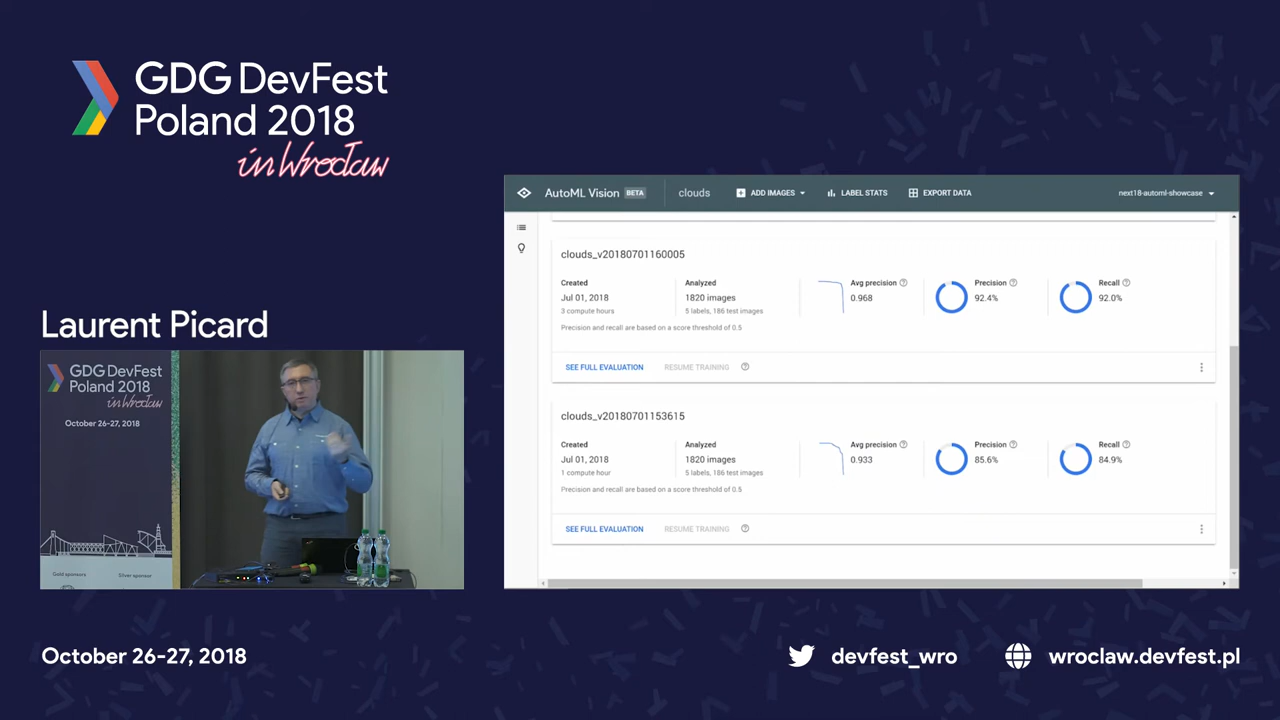 GDG DevFest
Poland 2018
in Wrocław
AutoML Vision BETA
clouds
ADD IMAGES
LABEL STATS
EXPORT DATA
next18-automl-showcase
clouds_v20180701160005
Created
Jul 01, 2018
3 compute hours
Analyzed
1820 images
5 labels, 186 test images
Avg precision
0.968
Precision
92.4%
Recall
92.0%
Precision and recall are based on a score threshold of 0.5
SEE FULL EVALUATION
RESUME TRAINING
clouds_v20180701153615
Created
Jul 01, 2018
1 compute hour
Analyzed
1820 images
5 labels, 186 test images
Avg precision
0.933
Precision
85.6%
Recall
84.9%
Precision and recall are based on a score threshold of 0.5
SEE FULL EVALUATION
RESUME TRAINING
Laurent Picard
GDG DevFest
Poland 2018
in Wrocław
October 26-27, 2018
Gold sponsors
Silver sponsor
October 26-27, 2018
devfest_wro
wroclaw.devfest.pl